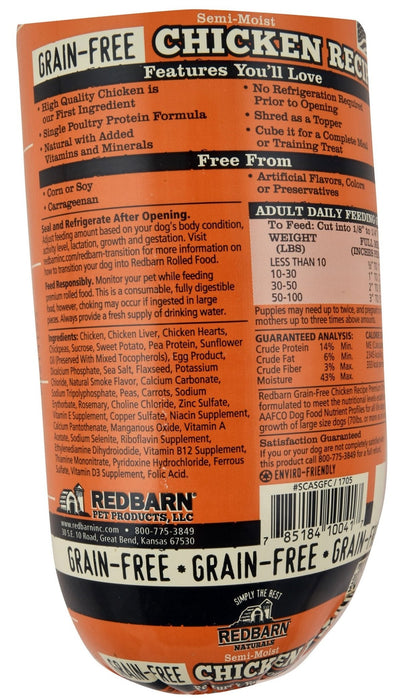 Semi-Moist
GRAIN-FREE CHICKEN RECI
Features You'll Love
• High Quality Chicken is
our First Ingredient
• Single Poultry Protein Formula
• Natural with Added
Vitamins and Minerals
• No Refrigeration Required
Prior to Opening
• Shred as a Topper
• Cube it for a Complete Meal
or Training Treat
Free From
• Corn or Soy
• Carrageenan
• Artificial Flavors, Colors
or Preservatives
Seal and Refrigerate After Opening.
Adjust feeding amount based on your dog's body condition,
activity level, lactation, growth and gestation. Visit
redbarninc.com/redbarn-transition for more information on
how to transition your dog into Redbarn Rolled Food.
Feed Responsibly. Monitor your pet while feeding
premium rolled food. This is a consumable, fully digestible
food, however, choking may occur if ingested in large
pieces. Always provide a fresh supply of drinking water.
Ingredients: Chicken, Chicken Liver, Chicken Hearts,
Chickpeas, Sucrose, Sweet Potato, Pea Protein, Sunflower
Oil (Preserved With Mixed Tocopherols), Egg Product,
Dicalcium Phosphate, Sea Salt, Flaxseed, Potassium
Chloride, Natural Smoke Flavor, Calcium Carbonate,
Sodium Tripolyphosphate, Peas, Carrots, Sodium
Erythorbate, Rosemary, Choline Chloride, Zinc Sulfate,
Vitamin E Supplement, Copper Sulfate, Niacin Supplement,
Calcium Pantothenate, Manganous Oxide, Vitamin A
Acetate, Sodium Selenite, Riboflavin Supplement,
Ethylenediamine Dihydroiodide, Vitamin B12 Supplement,
Thiamine Mononitrate, Pyridoxine Hydrochloride, Ferrous
Sulfate, Vitamin D3 Supplement, Folic Acid.
ADULT DAILY FEEDING
To Feed: Cut into 1/8" to 1/4"
WEIGHT
(LBS)
FULL
(INCHES
LESS THAN 10
10-30
30-50
50-100
Puppies may need up to twice, and
mothers up to three times above amount.
GUARANTEED ANALYSIS:
Crude Protein 14% Min.
Crude Fat 6% Min.
Crude Fiber 3% Max.
Moisture 43% Max.
Redbarn Grain-Free Chicken Recipe
formulated to meet the nutritional levels
AAFCO Dog Food Nutrient Profiles for all life
growth of large size dogs (70lbs. or more
Satisfaction Guaranteed
If you or your dog are not completely satisfied
this product call 800-775-3849 for a full
ENVIRO-FRIENDLY
#5CASGFC / 1705
7 85184 10041 7
REDBARN®
PET PRODUCTS, LLC
www.redbarninc.com • 800-775-3849
30 S.E. 10 Road, Great Bend, Kansas 67530
GRAIN-FREE • GRAIN-FREE • GRAIN-FREE
SIMPLY THE BEST
REDBARN
NATURALS
Semi-Moist
GRAIN-FREE CHICKEN